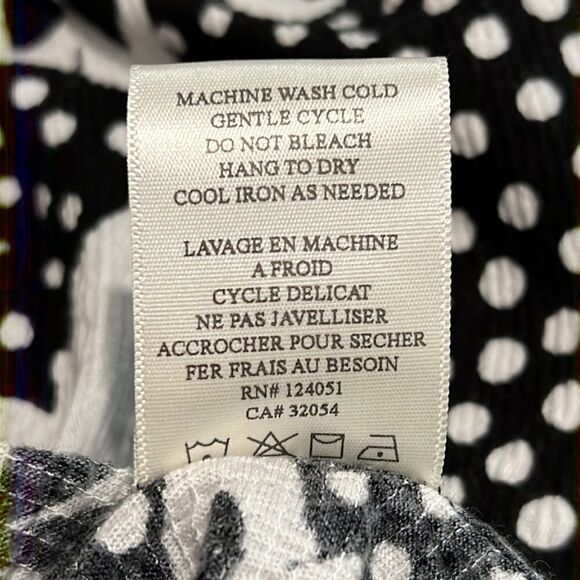 MACHINE WASH COLD
GENTLE CYCLE
DO NOT BLEACH
HANG TO DRY
COOL IRON AS NEEDED
LAVAGE EN MACHINE
A FROID
CYCLE DELICAT
NE PAS JAVELLISER
ACCROCHER POUR SECHER
FER FRAIS AU BESOIN
RN# 124051
CA# 32054